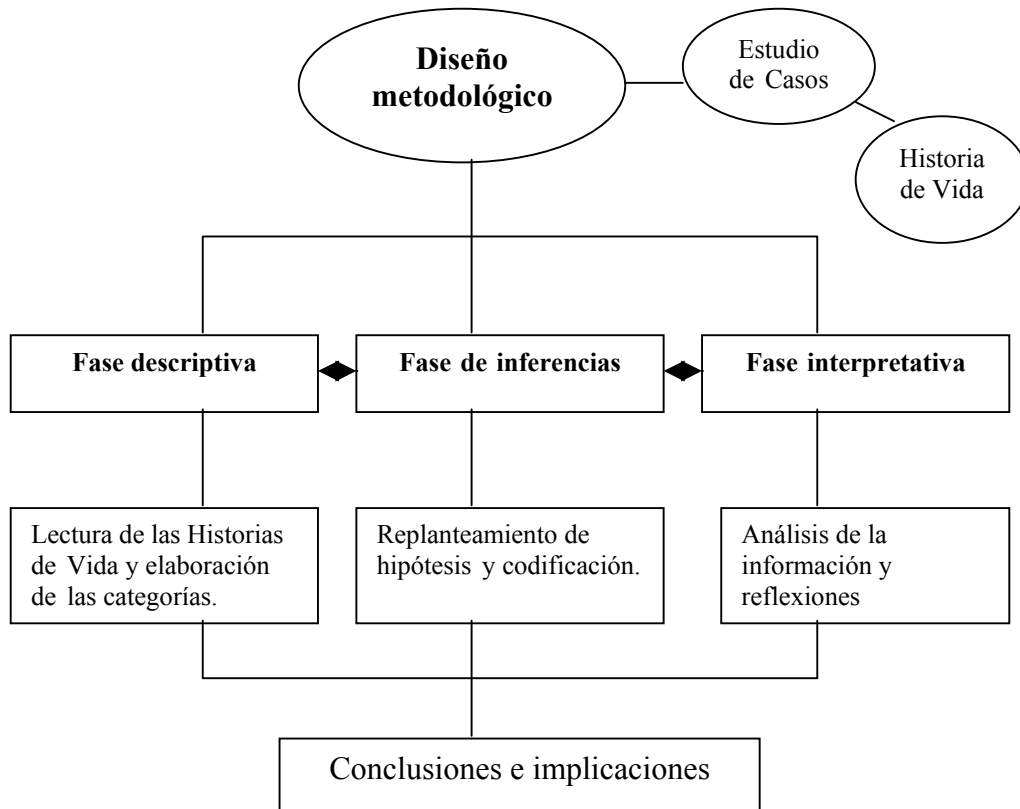 Diseño
metodológico
Estudio
de Casos
Historia
de Vida
Fase descriptiva
Fase de inferencias
Fase interpretativa
Lectura de las Historias
de Vida y elaboración
de las categorías.
Replanteamiento de
hipótesis y codificación.
Análisis de la
información y
reflexiones
Conclusiones e implicaciones